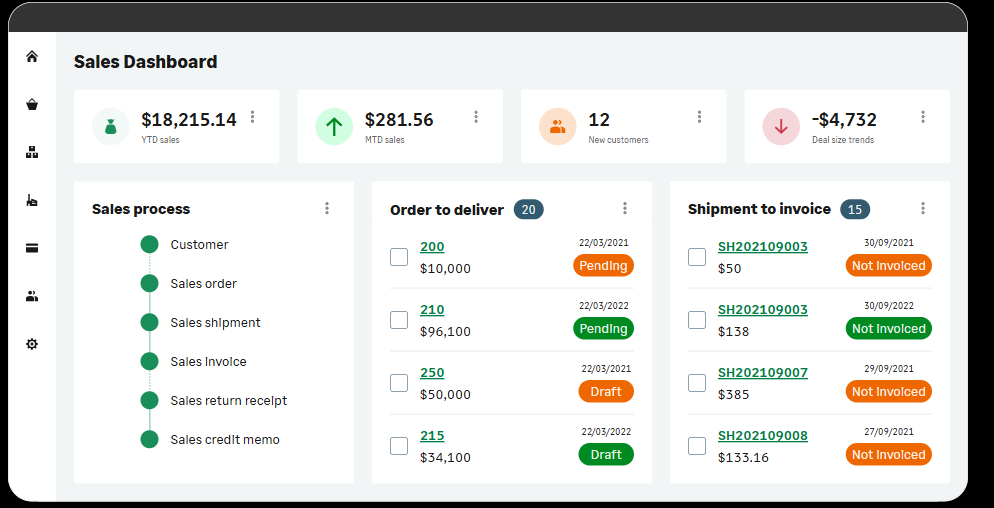 Sales Dashboard
$18,215.14
YTD sales
$281.56
MTD sales
12
New customers
-$4,732
Deal size trends
Sales process
Customer
Sales order
Sales shipment
Sales invoice
Sales return receipt
Sales credit memo
Order to deliver 20
200 22/03/2021
$10,000 Pending
210 22/03/2022
$96,100 Pending
250 22/03/2021
$50,000 Draft
215 22/03/2022
$34,100 Draft
Shipment to invoice 15
SH202109003 30/09/2021
$50 Not Invoiced
SH202109003 30/09/2022
$138 Not Invoiced
SH202109007 29/09/2021
$385 Not Invoiced
SH202109008 27/09/2021
$133.16 Not Invoiced